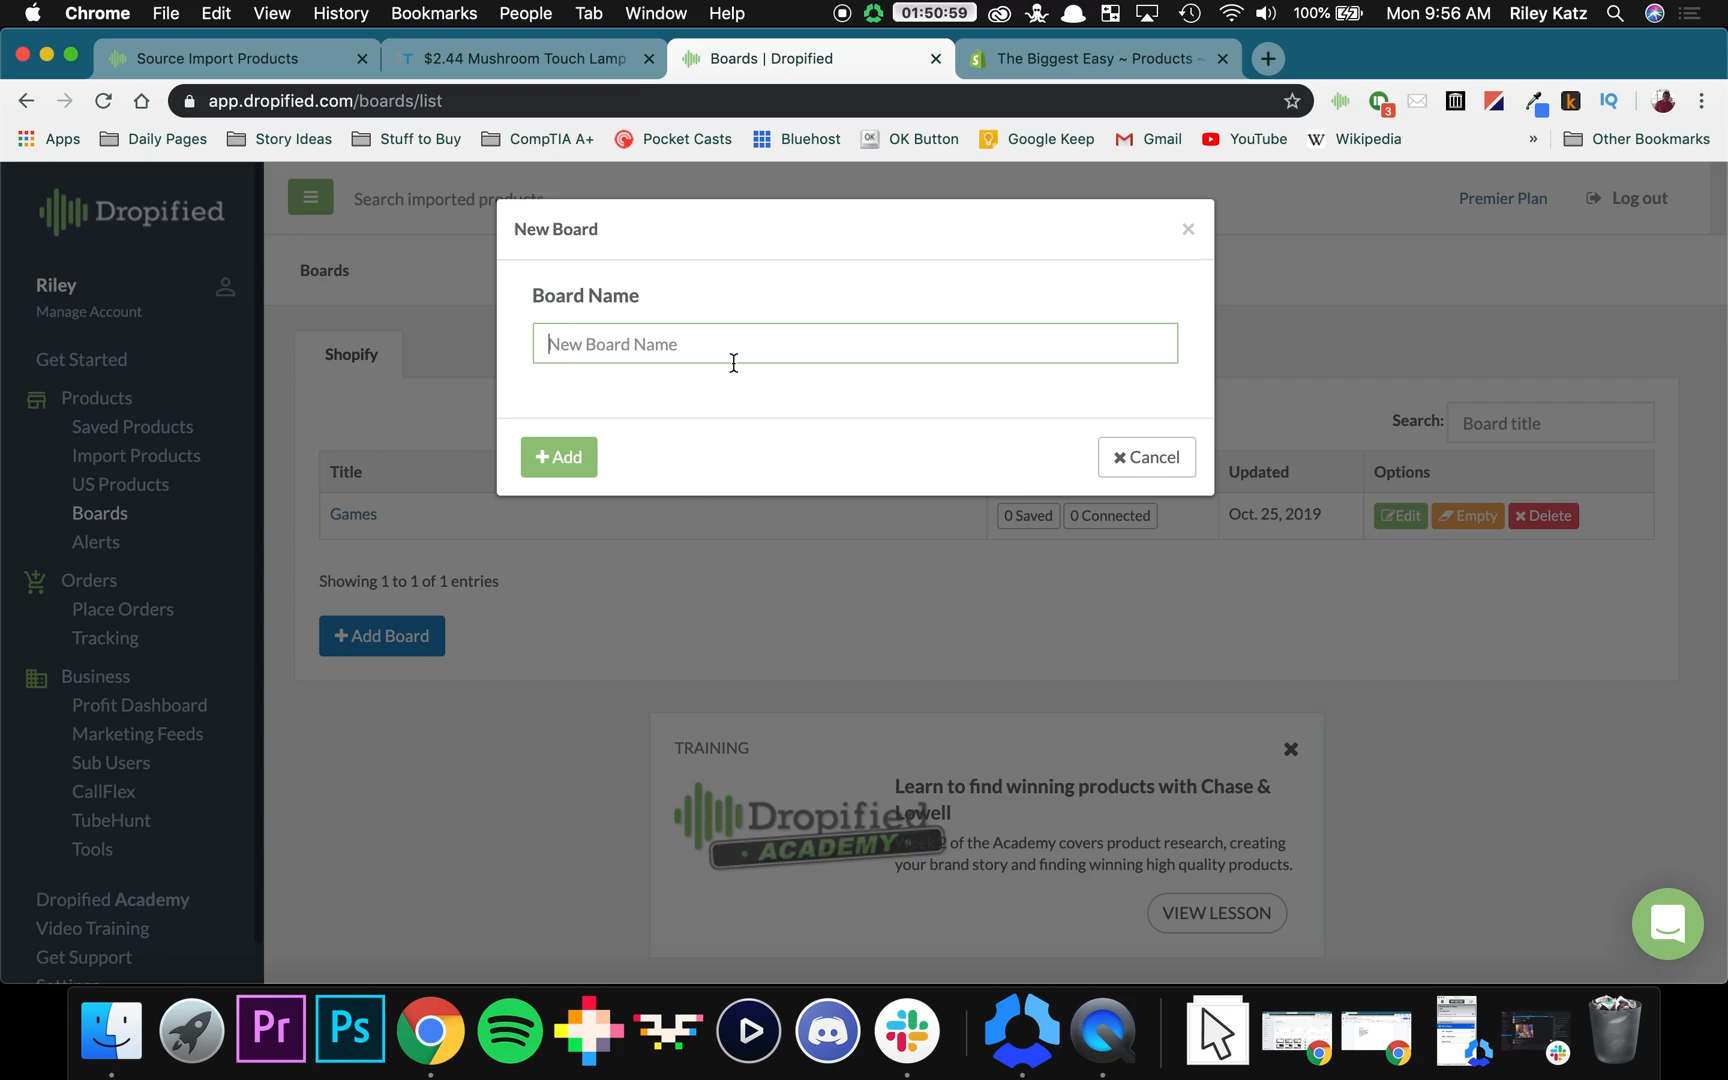 Chrome File Edit View History Bookmarks People Tab Window Help 01:50:59 100% Mon 9:56 AM Riley Katz
Source Import Products $2.44 Mushroom Touch Lamp Boards | Dropified The Biggest Easy ~ Products ~
app.dropified.com/boards/list 3 k IQ
Apps Daily Pages Story Ideas Stuff to Buy CompTIA A+ Pocket Casts Bluehost OK Button Google Keep Gmail YouTube Wikipedia » Other Bookmarks
Dropified
Riley
Manage Account
Get Started
Products
Saved Products
Import Products
US Products
Boards
Alerts
Orders
Place Orders
Tracking
Business
Profit Dashboard
Marketing Feeds
Sub Users
CallFlex
TubeHunt
Tools
Dropified Academy
Video Training
Get Support
Settings
Search imported products
Premier Plan Log out
Boards
Shopify
New Board
Board Name
New Board Name
Add
Cancel
Search: Board title
Title Updated Options
Games 0 Saved 0 Connected Oct. 25, 2019 Edit Empty Delete
Showing 1 to 1 of 1 entries
Add Board
TRAINING
Dropified
ACADEMY
Learn to find winning products with Chase &
Lowell
Week 2 of the Academy covers product research, creating
your brand story and finding winning high quality products.
VIEW LESSON
Pr Ps